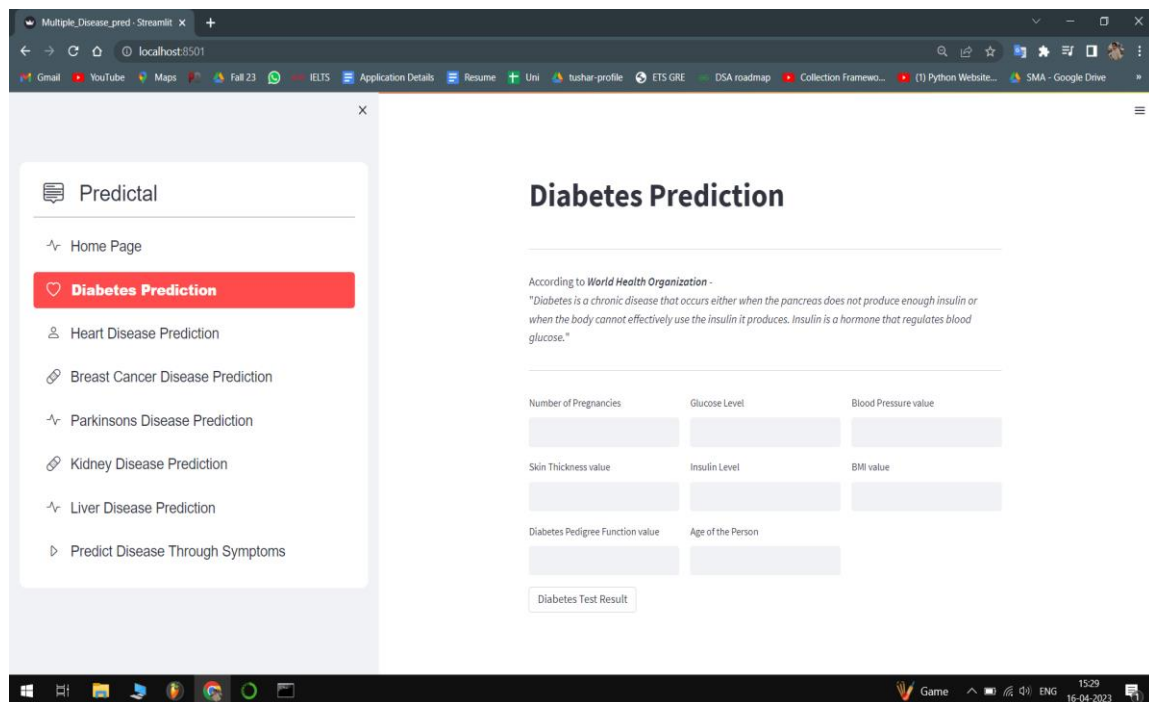 Multiple_Disease_pred · Streamlit
localhost:8501
Gmail YouTube Maps Fall 23 IELTS Application Details Resume Uni tushar-profile ETS GRE DSA roadmap Collection Framewo... (1) Python Website... SMA - Google Drive »
Predictal
Home Page
Diabetes Prediction
Heart Disease Prediction
Breast Cancer Disease Prediction
Parkinsons Disease Prediction
Kidney Disease Prediction
Liver Disease Prediction
Predict Disease Through Symptoms
Diabetes Prediction
According to World Health Organization -
"Diabetes is a chronic disease that occurs either when the pancreas does not produce enough insulin or
when the body cannot effectively use the insulin it produces. Insulin is a hormone that regulates blood
glucose."
Number of Pregnancies Glucose Level Blood Pressure value
Skin Thickness value Insulin Level BMI value
Diabetes Pedigree Function value Age of the Person
Diabetes Test Result
Game ENG 15:29
16-04-2023